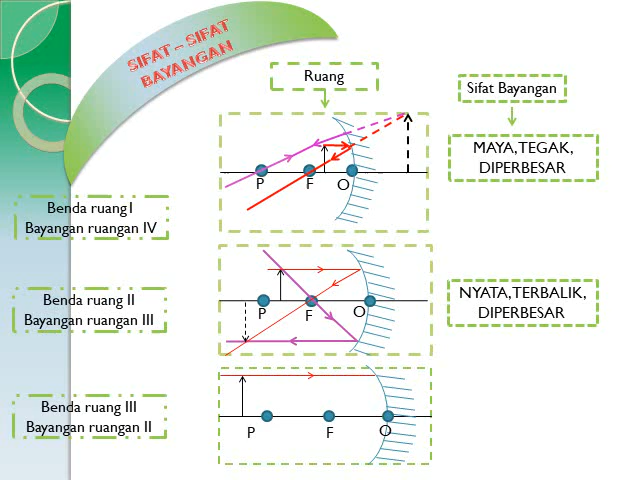 SIFAT – SIFAT
BAYANGAN
Ruang
Sifat Bayangan
MAYA, TEGAK,
DIPERBESAR
P F O
Benda ruang I
Bayangan ruangan IV
P F O
Benda ruang II
Bayangan ruangan III
NYATA, TERBALIK,
DIPERBESAR
Benda ruang III
Bayangan ruangan II
P F O